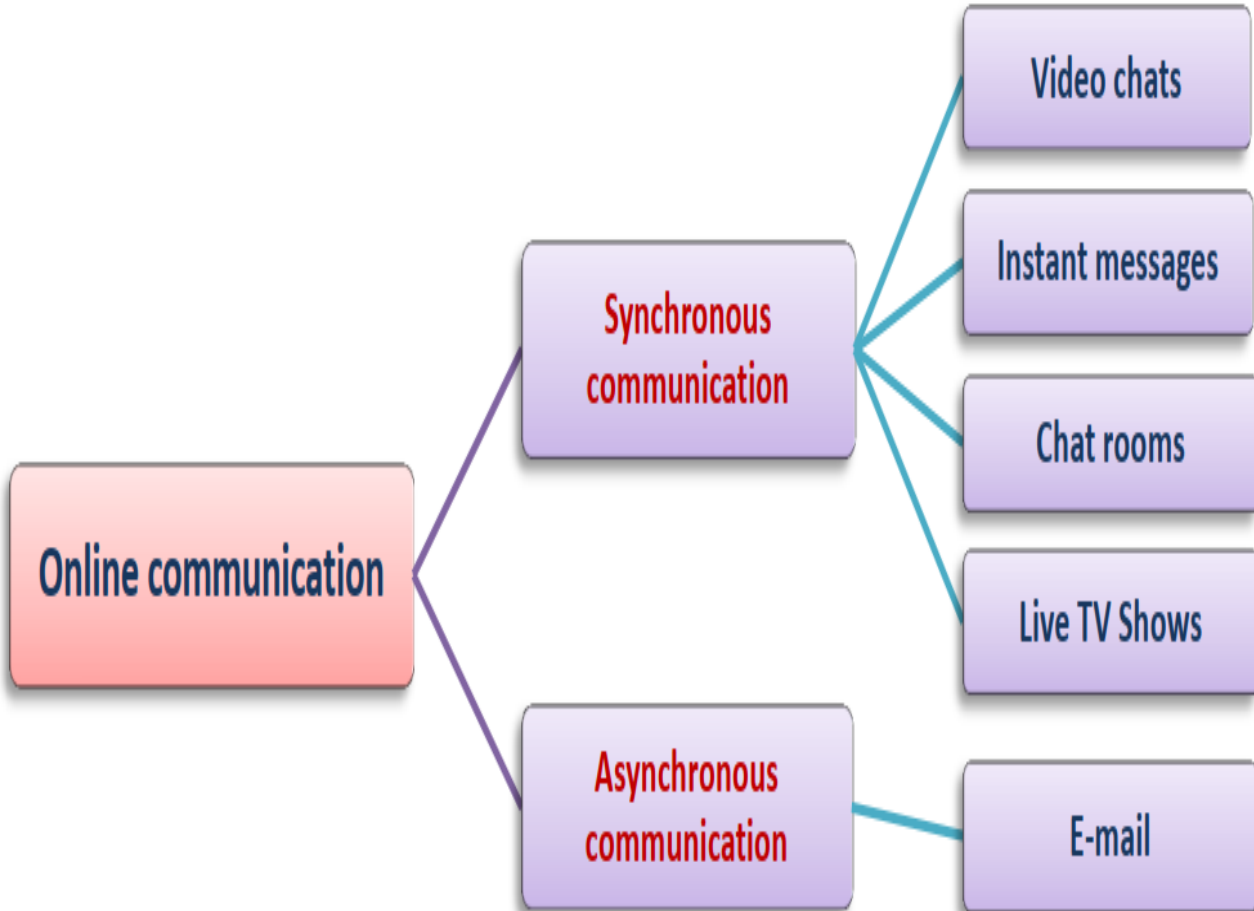 Online communication
Synchronous
communication
Video chats
Instant messages
Chat rooms
Live TV Shows
Asynchronous
communication
E-mail